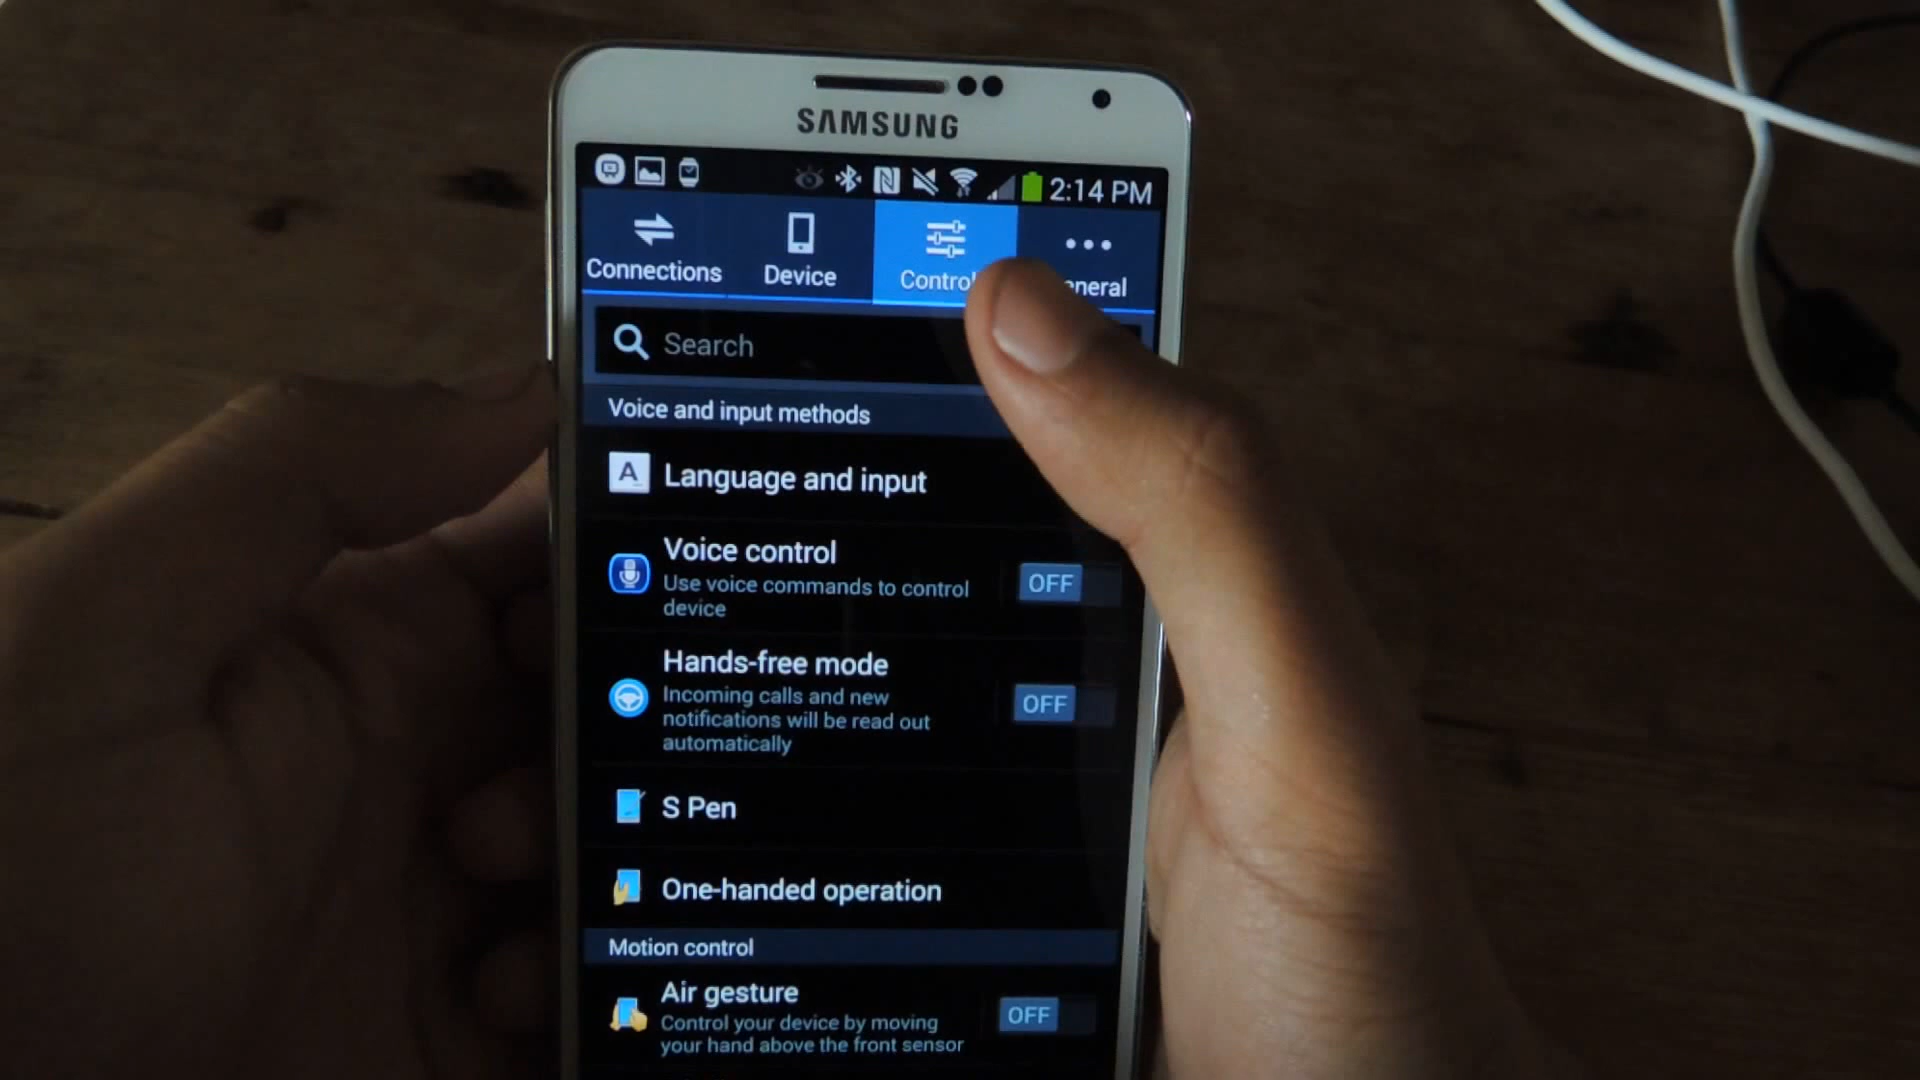 SAMSUNG
2:14 PM
Connections
Device
Control
eneral
Search
Voice and input methods
A Language and input
Voice control
Use voice commands to control
device
OFF
Hands-free mode
Incoming calls and new
notifications will be read out
automatically
OFF
S Pen
One-handed operation
Motion control
Air gesture
Control your device by moving
your hand above the front sensor
OFF